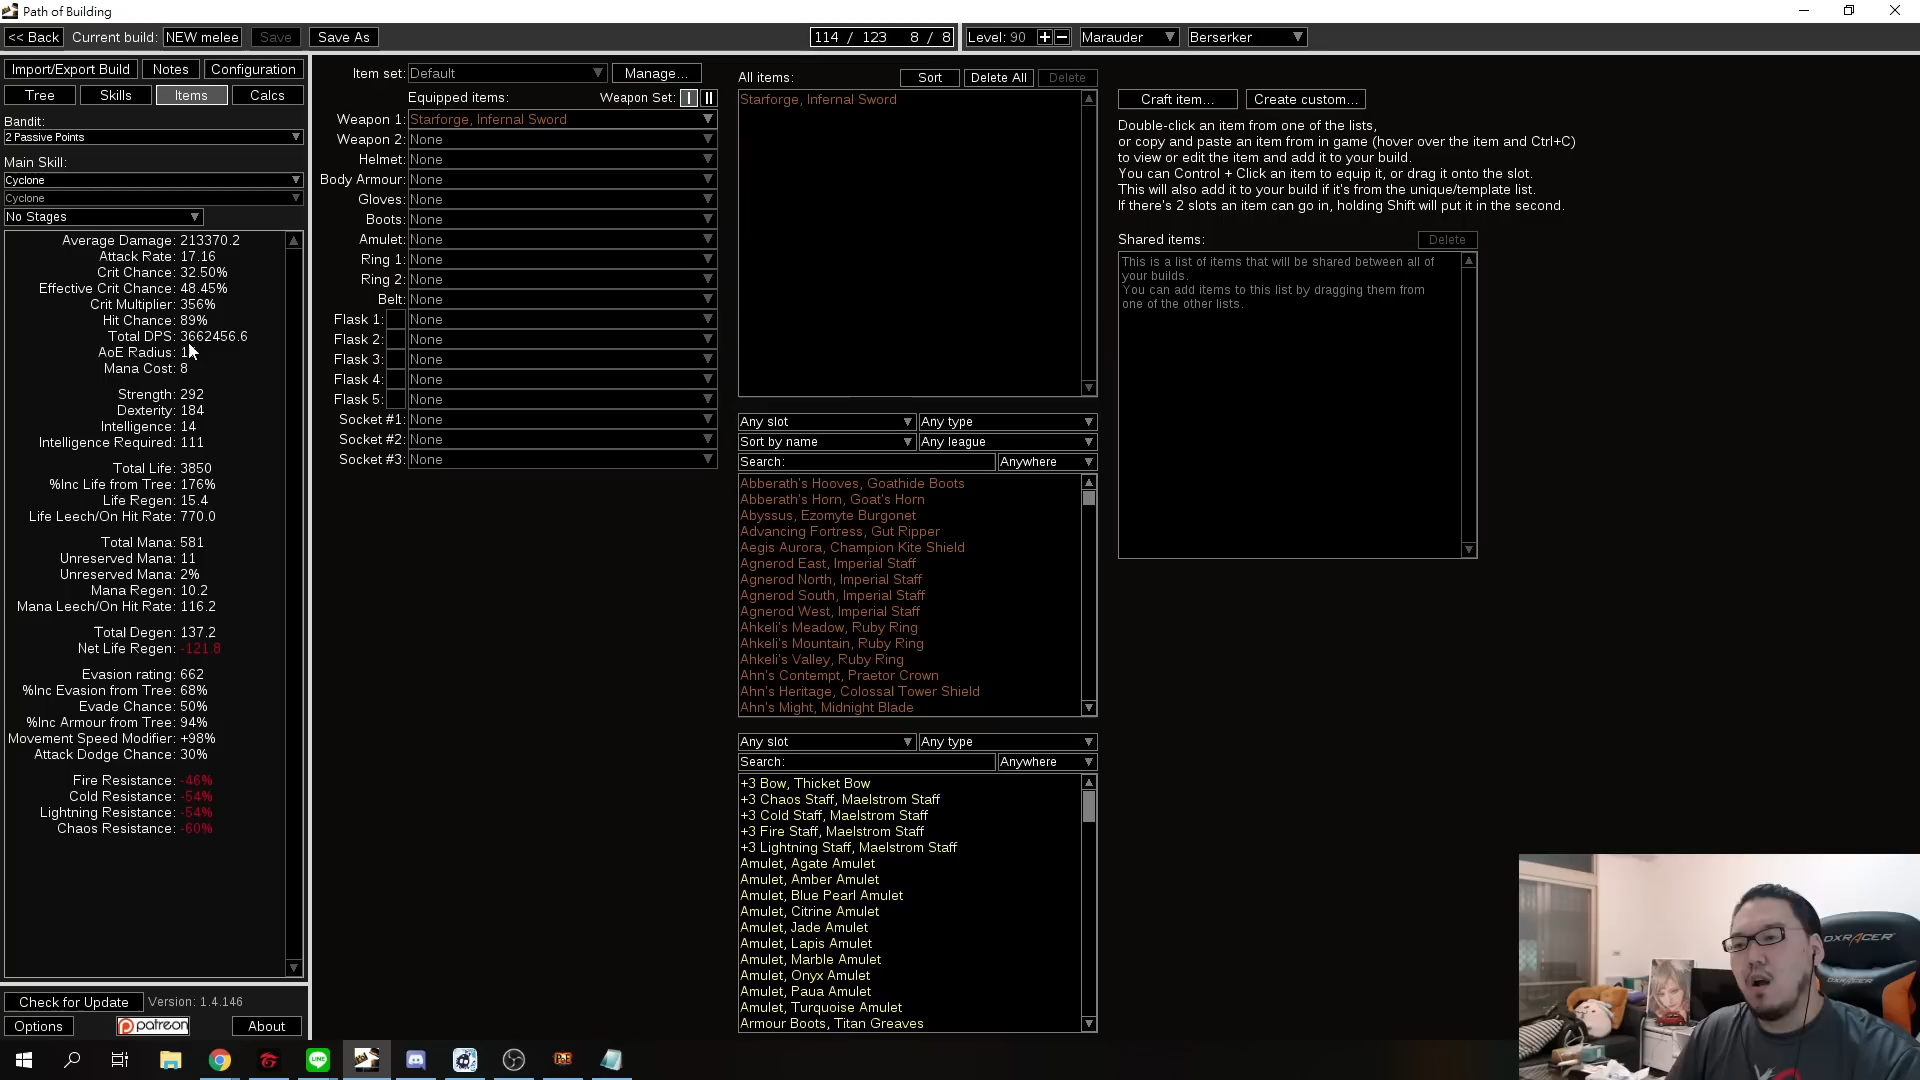 Path of Building
<< Back
Current build:
NEW melee
Save
Save As
114 / 123 8 / 8
Level: 90
+
−
Marauder
Berserker
Import/Export Build
Notes
Configuration
Tree
Skills
Items
Calcs
Bandit:
2 Passive Points
Main Skill:
Cyclone
Cyclone
No Stages
Average Damage: 213370.2
Attack Rate: 17.16
Crit Chance: 32.50%
Effective Crit Chance: 48.45%
Crit Multiplier: 356%
Hit Chance: 89%
Total DPS: 3662456.6
AoE Radius:
Mana Cost: 8
Strength: 292
Dexterity: 184
Intelligence: 14
Intelligence Required: 111
Total Life: 3850
%Inc Life from Tree: 176%
Life Regen: 15.4
Life Leech/On Hit Rate: 770.0
Total Mana: 581
Unreserved Mana: 11
Unreserved Mana: 2%
Mana Regen: 10.2
Mana Leech/On Hit Rate: 116.2
Total Degen: 137.2
Net Life Regen: -121.8
Evasion rating: 662
%Inc Evasion from Tree: 68%
Evade Chance: 50%
%Inc Armour from Tree: 94%
Movement Speed Modifier: +98%
Attack Dodge Chance: 30%
Fire Resistance: -46%
Cold Resistance: -54%
Lightning Resistance: -54%
Chaos Resistance: -60%
Check for Update
Version: 1.4.146
Options
patreon
About
Item set: Default
Manage...
Equipped items:
Weapon Set: I II
Weapon 1: Starforge, Infernal Sword
Weapon 2: None
Helmet: None
Body Armour: None
Gloves: None
Boots: None
Amulet: None
Ring 1: None
Ring 2: None
Belt: None
Flask 1: None
Flask 2: None
Flask 3: None
Flask 4: None
Flask 5: None
Socket #1: None
Socket #2: None
Socket #3: None
All items:
Sort
Delete All
Delete
Starforge, Infernal Sword
Any slot
Any type
Sort by name
Any league
Search:
Anywhere
Abberath's Hooves, Goathide Boots
Abberath's Horn, Goat's Horn
Abyssus, Ezomyte Burgonet
Advancing Fortress, Gut Ripper
Aegis Aurora, Champion Kite Shield
Agnerod East, Imperial Staff
Agnerod North, Imperial Staff
Agnerod South, Imperial Staff
Agnerod West, Imperial Staff
Ahkeli's Meadow, Ruby Ring
Ahkeli's Mountain, Ruby Ring
Ahkeli's Valley, Ruby Ring
Ahn's Contempt, Praetor Crown
Ahn's Heritage, Colossal Tower Shield
Ahn's Might, Midnight Blade
Any slot
Any type
Search:
Anywhere
+3 Bow, Thicket Bow
+3 Chaos Staff, Maelstrom Staff
+3 Cold Staff, Maelstrom Staff
+3 Fire Staff, Maelstrom Staff
+3 Lightning Staff, Maelstrom Staff
Amulet, Agate Amulet
Amulet, Amber Amulet
Amulet, Blue Pearl Amulet
Amulet, Citrine Amulet
Amulet, Jade Amulet
Amulet, Lapis Amulet
Amulet, Marble Amulet
Amulet, Onyx Amulet
Amulet, Paua Amulet
Amulet, Turquoise Amulet
Armour Boots, Titan Greaves
Craft item...
Create custom...
Double-click an item from one of the lists,
or copy and paste an item from in game (hover over the item and Ctrl+C)
to view or edit the item and add it to your build.
You can Control + Click an item to equip it, or drag it onto the slot.
This will also add it to your build if it's from the unique/template list.
If there's 2 slots an item can go in, holding Shift will put it in the second.
Shared items:
Delete
This is a list of items that will be shared between all of
your builds.
You can add items to this list by dragging them from
one of the other lists.
DXRACER
LINE
PoE